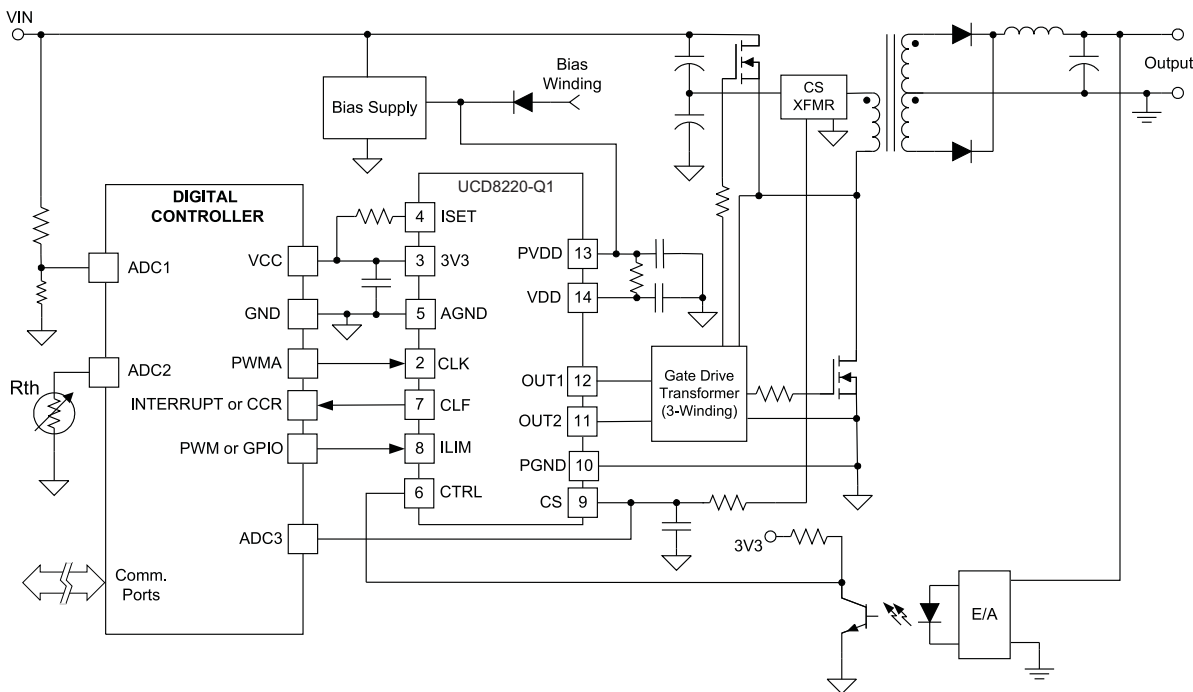 VIN
Bias Supply
Bias
Winding
CS
XFMR
Output
DIGITAL
CONTROLLER
UCD8220-Q1
4 ISET
VCC 3 3V3
ADC1
GND 5 AGND
PVDD 13
VDD 14
ADC2
Rth
PWMA 2 CLK
INTERRUPT or CCR 7 CLF
PWM or GPIO 8 ILIM
6 CTRL
OUT1 12
OUT2 11
PGND 10
CS 9
Gate Drive
Transformer
(3-Winding)
ADC3
Comm.
Ports
3V3
E/A